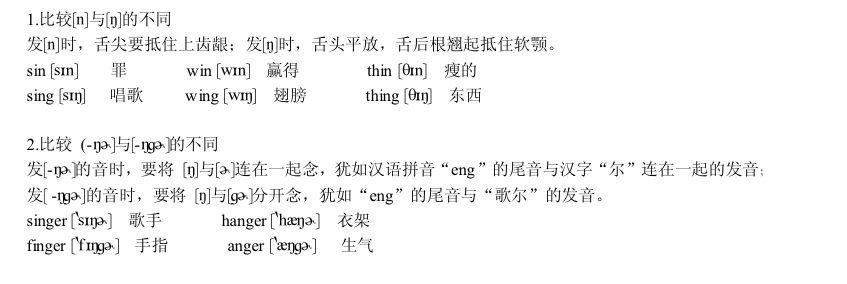 1.比较[n]与[ŋ]的不同
发[n]时，舌尖要抵住上齿龈；发[ŋ]时，舌头平放，舌后根翘起抵住软颚。
sin [sɪn] 罪 win [wɪn] 赢得 thin [θɪn] 瘦的
sing [sɪŋ] 唱歌 wing [wɪŋ] 翅膀 thing [θɪŋ] 东西
2.比较 (-ŋɚ]与[-ŋgɚ]的不同
发[-ŋɚ]的音时，要将 [ŋ]与[ɚ]连在一起念，犹如汉语拼音“eng”的尾音与汉字“尔”连在一起的发音；
发[ -ŋgɚ]的音时，要将 [ŋ]与[gɚ]分开念，犹如“eng”的尾音与“歌尔”的发音。
singer [ˋsɪŋɚ] 歌手 hanger [ˋhæŋɚ] 衣架
finger [ˋfɪŋgɚ] 手指 anger [ˋæŋgɚ] 生气